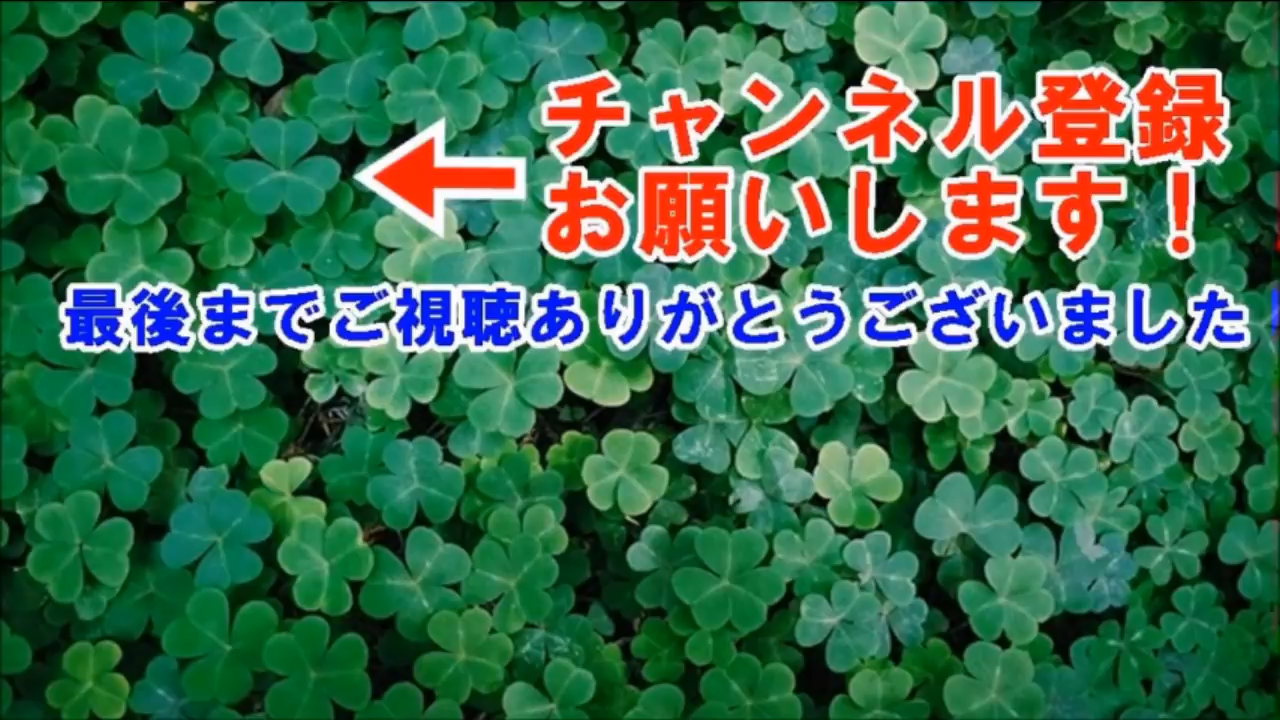 チャンネル登録
お願いします！
最後までご視聴ありがとうございました